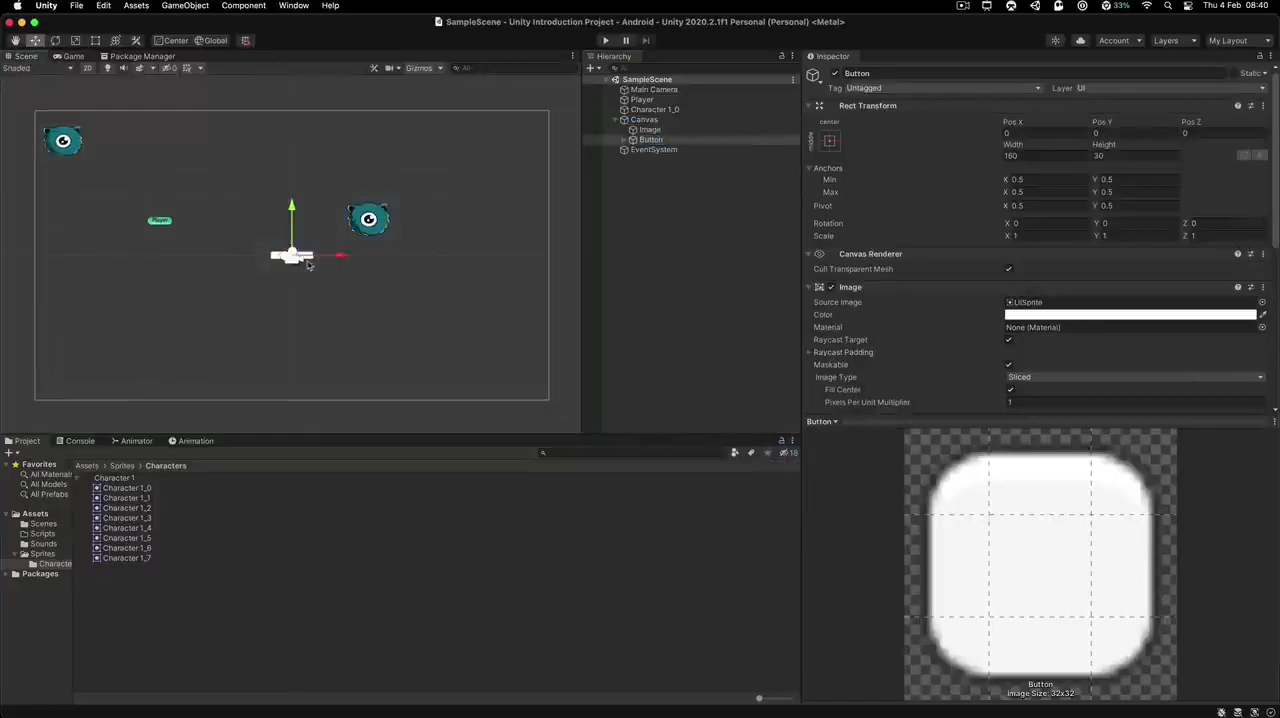 Unity File Edit Assets GameObject Component Window Help 33% Thu 4 Feb 08:40
SampleScene - Unity Introduction Project - Android - Unity 2020.2.1f1 Personal (Personal) <Metal>
Center Global Account Layers My Layout
Scene Game Package Manager
Shaded 2D 0 Gizmos All
Player
Hierarchy
All
SampleScene
Main Camera
Player
Character 1_0
Canvas
Image
Button
EventSystem
Inspector
Button Static
Tag Untagged Layer UI
Rect Transform
center
middle
Pos X Pos Y Pos Z
0 0 0
Width Height
160 30
R
Anchors
Min X 0.5 Y 0.5
Max X 0.5 Y 0.5
Pivot X 0.5 Y 0.5
Rotation X 0 Y 0 Z 0
Scale X 1 Y 1 Z 1
Canvas Renderer
Cull Transparent Mesh
Image
Source Image UISprite
Color
Material None (Material)
Raycast Target
Raycast Padding
Maskable
Image Type Sliced
Fill Center
Pixels Per Unit Multiplier 1
Button
Button
Image Size: 32x32
Project Console Animator Animation
18
Favorites
All Material
All Models
All Prefabs
Assets
Scenes
Scripts
Sounds
Sprites
Characte
Packages
Assets Sprites Characters
Character 1
Character 1_0
Character 1_1
Character 1_2
Character 1_3
Character 1_4
Character 1_5
Character 1_6
Character 1_7